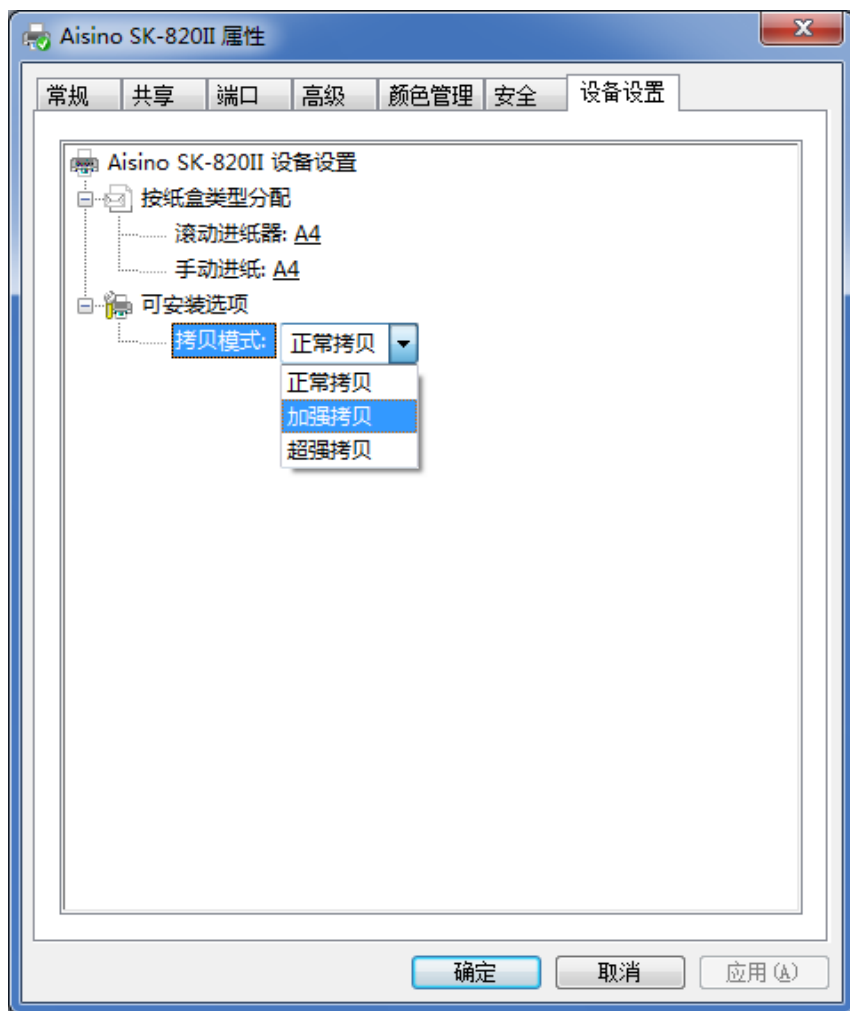 Aisino SK-820II 属性
常规 共享 端口 高级 颜色管理 安全 设备设置
Aisino SK-820II 设备设置
按纸盒类型分配
滚动进纸器: A4
手动进纸: A4
可安装选项
拷贝模式: 正常拷贝
正常拷贝
加强拷贝
超强拷贝
确定 取消 应用(A)